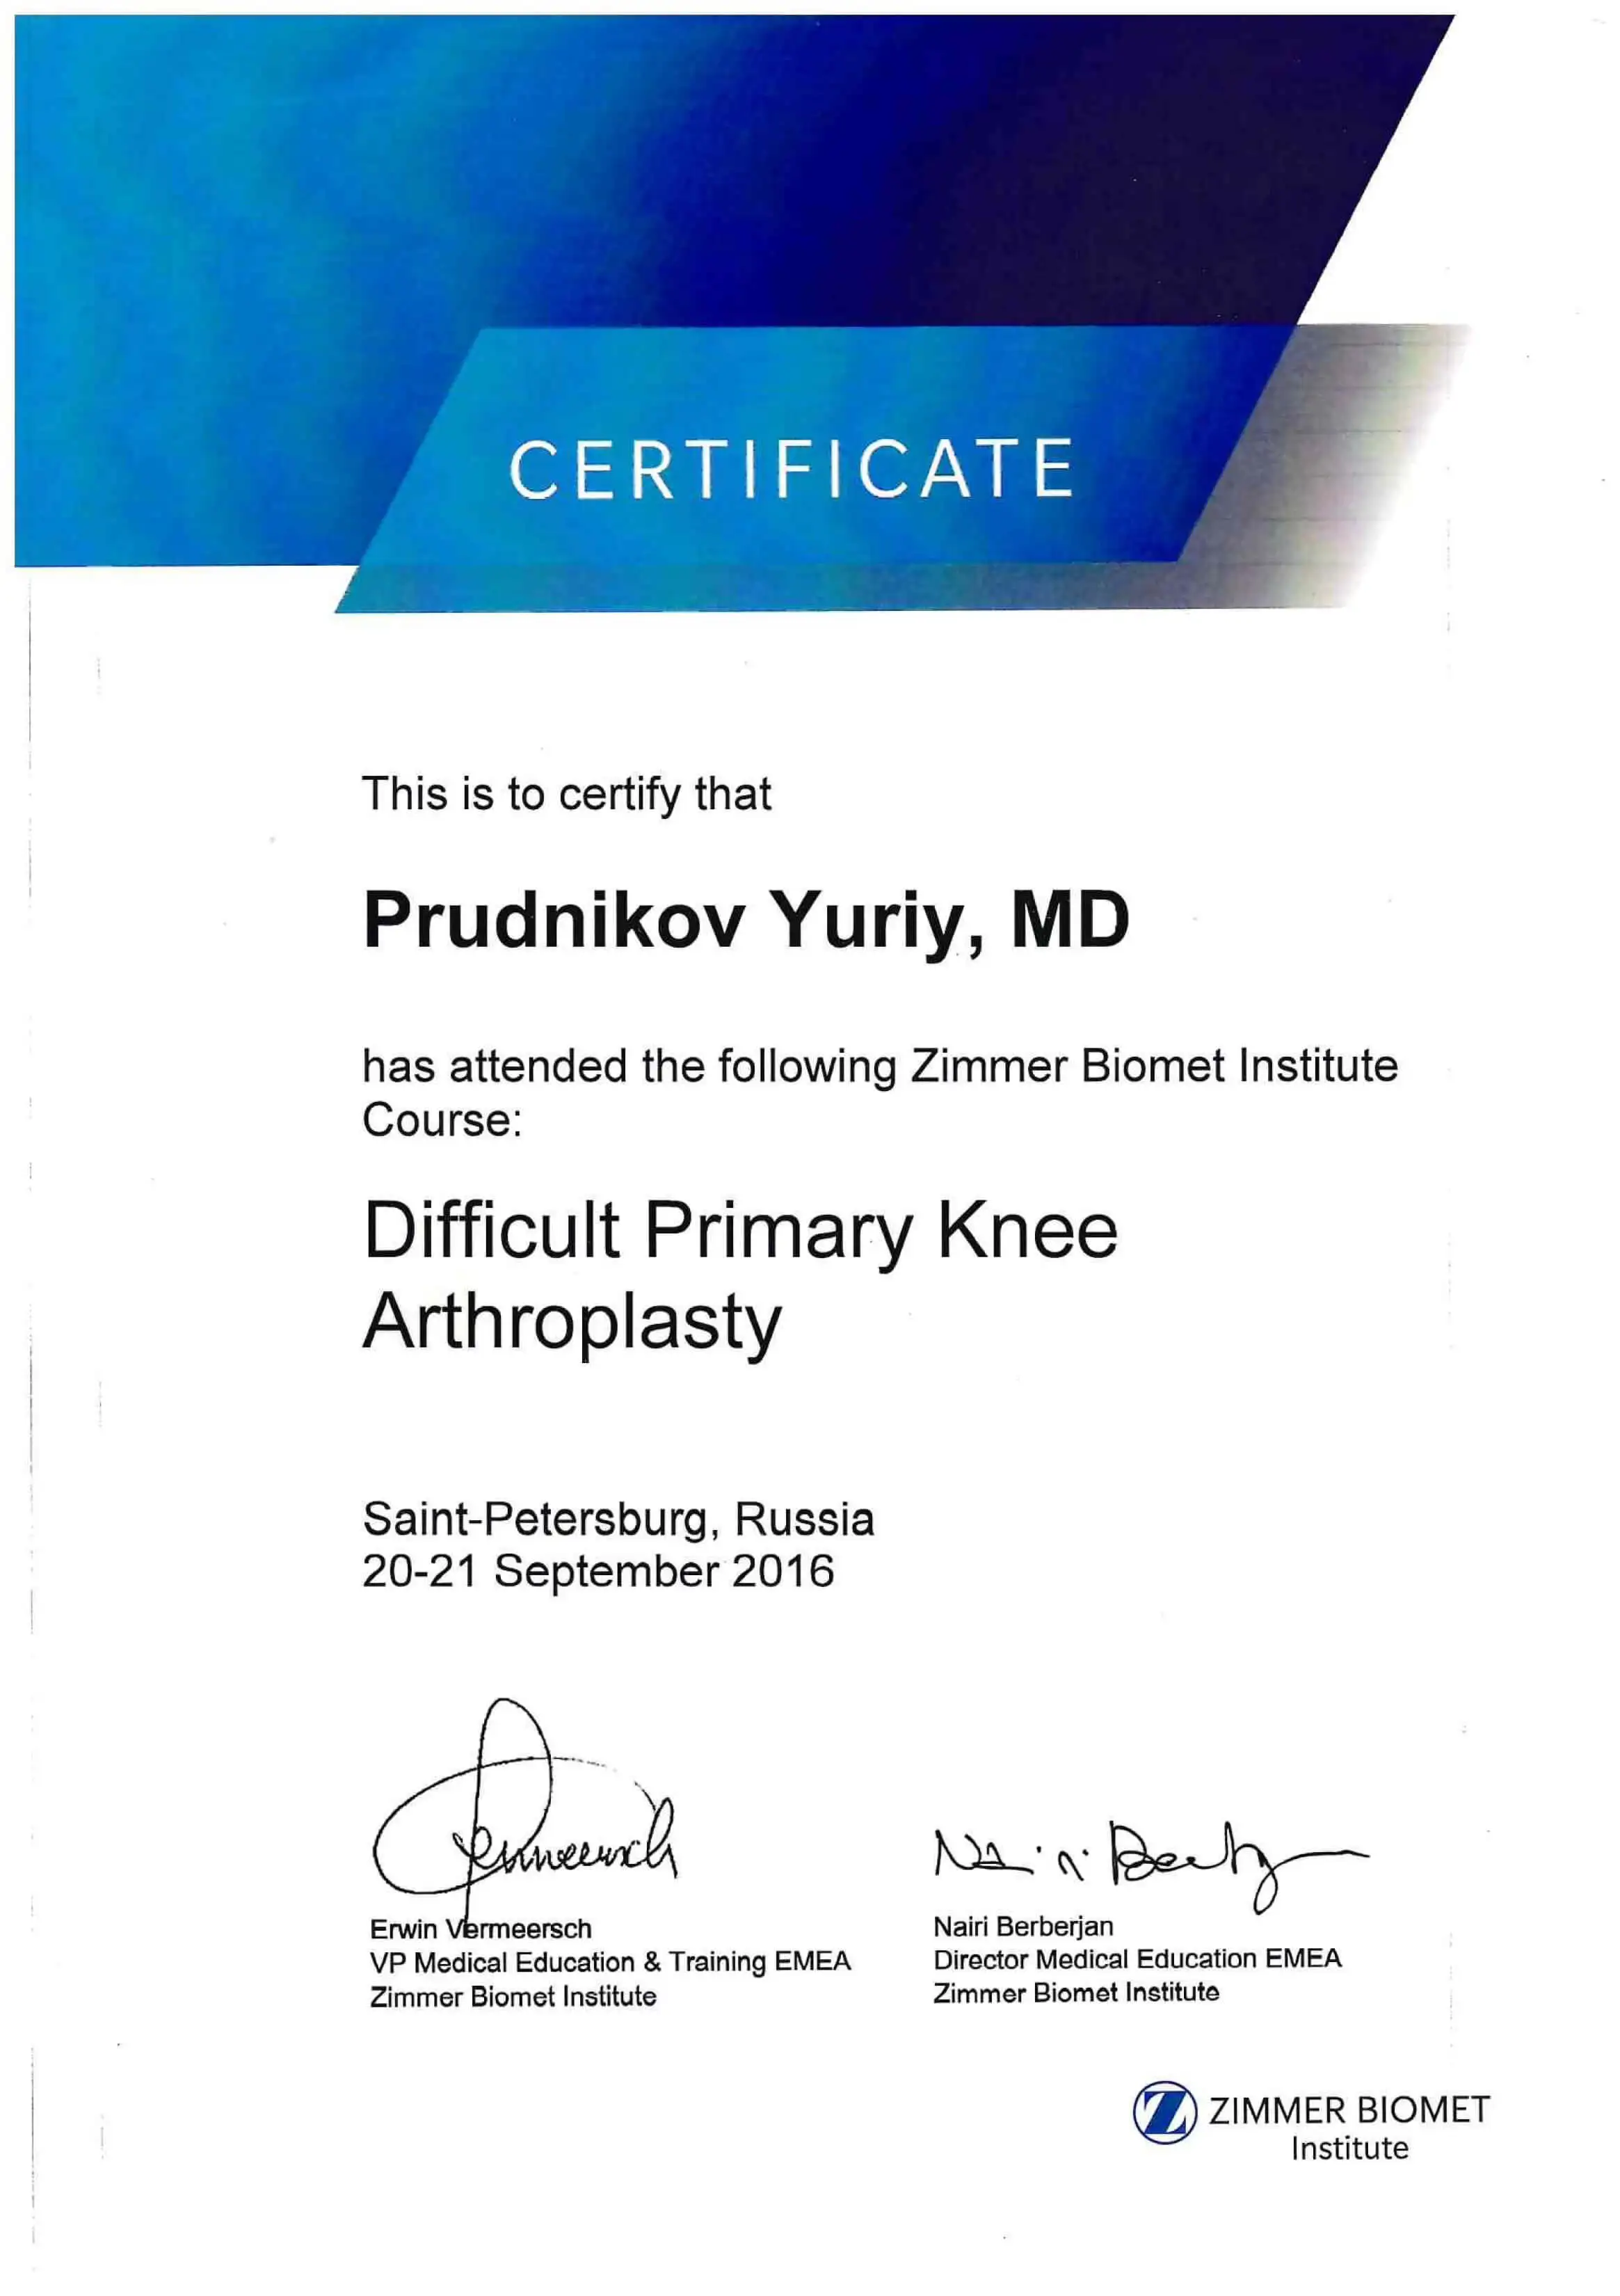 CERTIFICATE
This is to certify that
Prudnikov Yuriy, MD
has attended the following Zimmer Biomet Institute
Course:
Difficult Primary Knee
Arthroplasty
Saint-Petersburg, Russia
20-21 September 2016
Erwin Vermeersch
VP Medical Education & Training EMEA
Zimmer Biomet Institute
Nairi Berberjan
Director Medical Education EMEA
Zimmer Biomet Institute
ZIMMER BIOMET
Institute